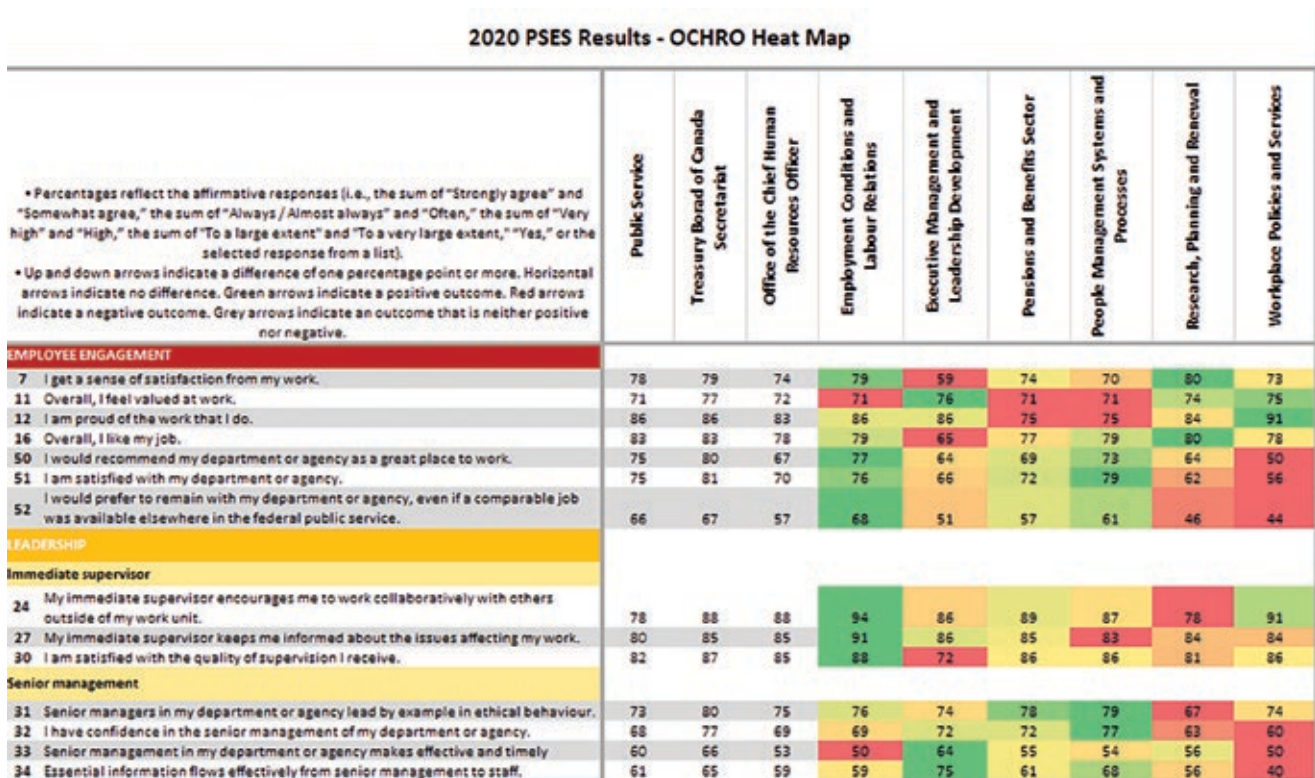 2020 PSES Results - OCHRO Heat Map
• Percentages reflect the affirmative responses (i.e., the sum of "Strongly agree" and
"Somewhat agree," the sum of "Always / Almost always" and "Often," the sum of "Very
high" and "High," the sum of "To a large extent" and "To a very large extent," "Yes," or the
selected response from a list).
• Up and down arrows indicate a difference of one percentage point or more. Horizontal
arrows indicate no difference. Green arrows indicate a positive outcome. Red arrows
indicate a negative outcome. Grey arrows indicate an outcome that is neither positive
nor negative.
Public Service
Treasury Borad of Canada
Secretariat
Office of the Chief Human
Resources Officer
Employment Conditions and
Labour Relations
Executive Management and
Leadership Development
Pensions and Benefits Sector
People Management Systems and
Processes
Research, Planning and Renewal
Workplace Policies and Services
EMPLOYEE ENGAGEMENT
7 I get a sense of satisfaction from my work. 78 79 74 79 59 74 70 80 73
11 Overall, I feel valued at work. 71 77 72 71 76 71 71 74 75
12 I am proud of the work that I do. 86 86 83 86 86 75 75 84 91
16 Overall, I like my job. 83 83 78 79 65 77 79 80 78
50 I would recommend my department or agency as a great place to work. 75 80 67 77 64 69 73 64 50
51 I am satisfied with my department or agency. 75 81 70 76 66 72 79 62 56
52 I would prefer to remain with my department or agency, even if a comparable job
was available elsewhere in the federal public service. 66 67 57 68 51 57 61 46 44
LEADERSHIP
Immediate supervisor
24 My immediate supervisor encourages me to work collaboratively with others
outside of my work unit. 78 88 88 94 86 89 87 78 91
27 My immediate supervisor keeps me informed about the issues affecting my work. 80 85 85 91 86 85 83 84 84
30 I am satisfied with the quality of supervision I receive. 82 87 85 88 72 86 86 81 86
Senior management
31 Senior managers in my department or agency lead by example in ethical behaviour. 73 80 75 76 74 78 79 67 74
32 I have confidence in the senior management of my department or agency. 68 77 69 69 72 72 77 63 60
33 Senior management in my department or agency makes effective and timely 60 66 53 50 64 55 54 56 50
34 Essential information flows effectively from senior management to staff. 61 65 59 59 75 61 68 56 40